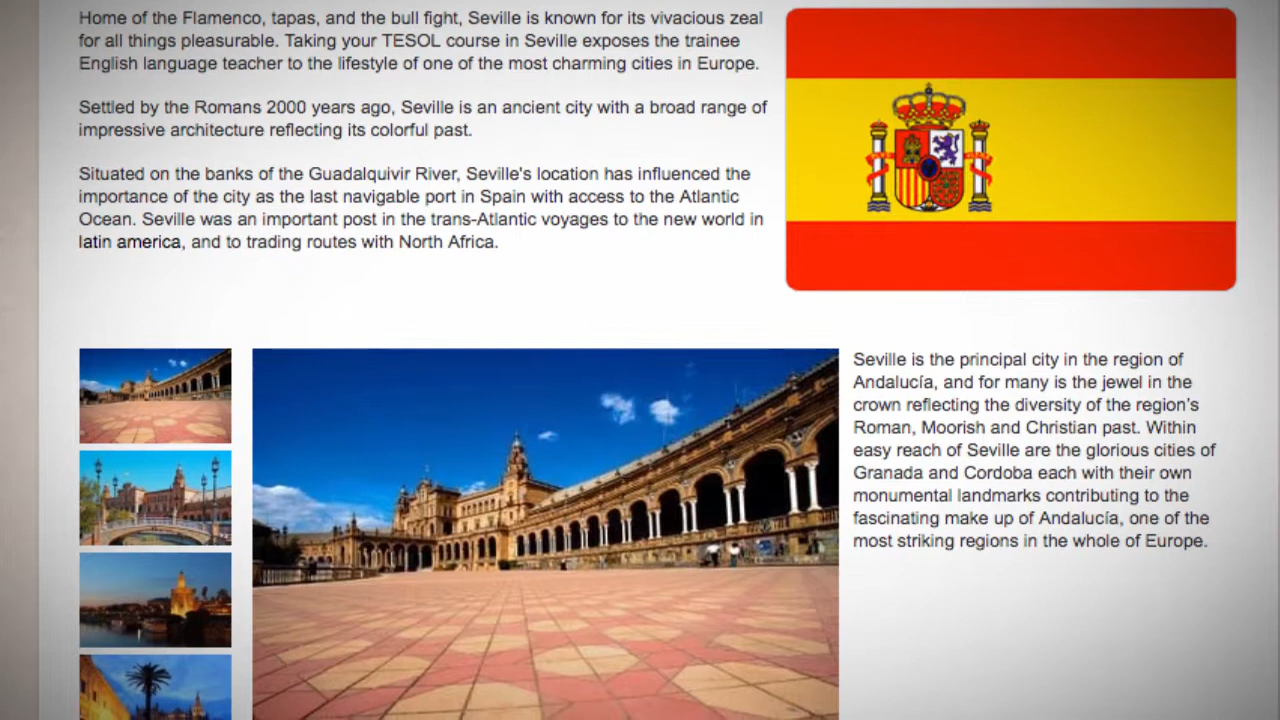 Home of the Flamenco, tapas, and the bull fight, Seville is known for its vivacious zeal
for all things pleasurable. Taking your TESOL course in Seville exposes the trainee
English language teacher to the lifestyle of one of the most charming cities in Europe.
Settled by the Romans 2000 years ago, Seville is an ancient city with a broad range of
impressive architecture reflecting its colorful past.
Situated on the banks of the Guadalquivir River, Seville's location has influenced the
importance of the city as the last navigable port in Spain with access to the Atlantic
Ocean. Seville was an important post in the trans-Atlantic voyages to the new world in
latin america, and to trading routes with North Africa.
Seville is the principal city in the region of
Andalucía, and for many is the jewel in the
crown reflecting the diversity of the region's
Roman, Moorish and Christian past. Within
easy reach of Seville are the glorious cities of
Granada and Cordoba each with their own
monumental landmarks contributing to the
fascinating make up of Andalucía, one of the
most striking regions in the whole of Europe.